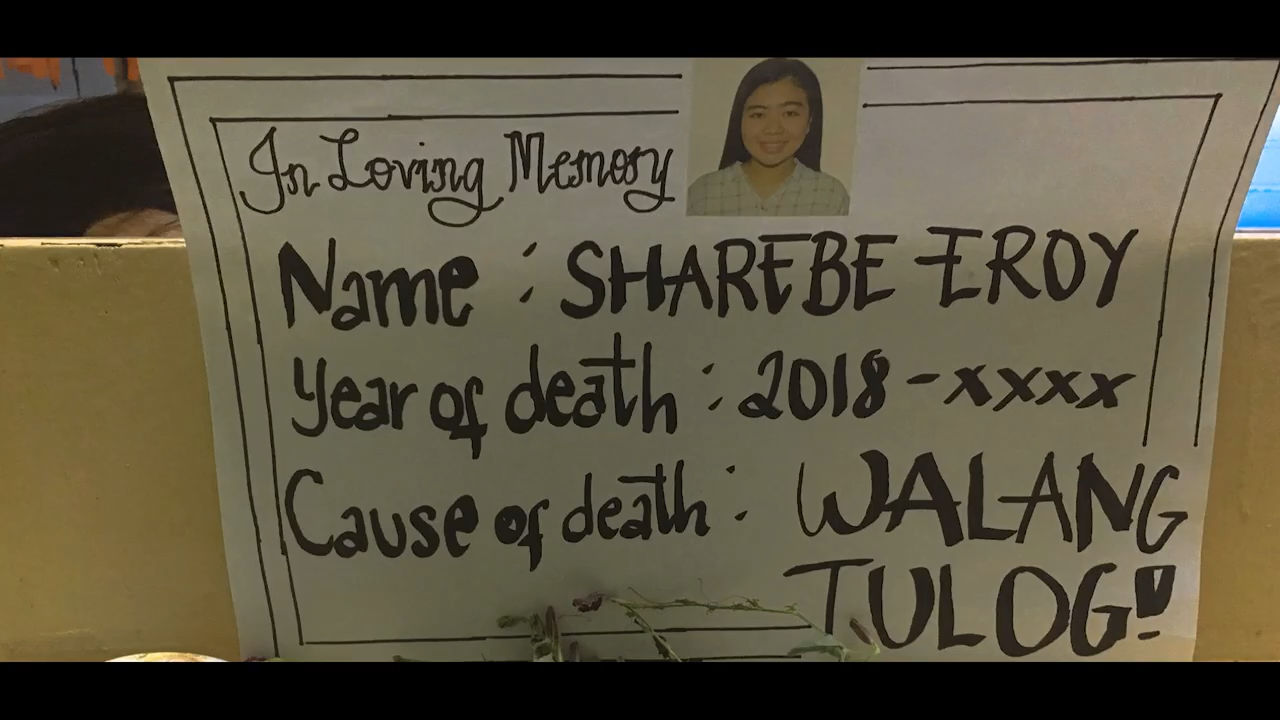 In Loving Memory
Name : SHAREBE EROY
Year of death : 2018-xxxx
Cause of death : WALANG
TULOG!